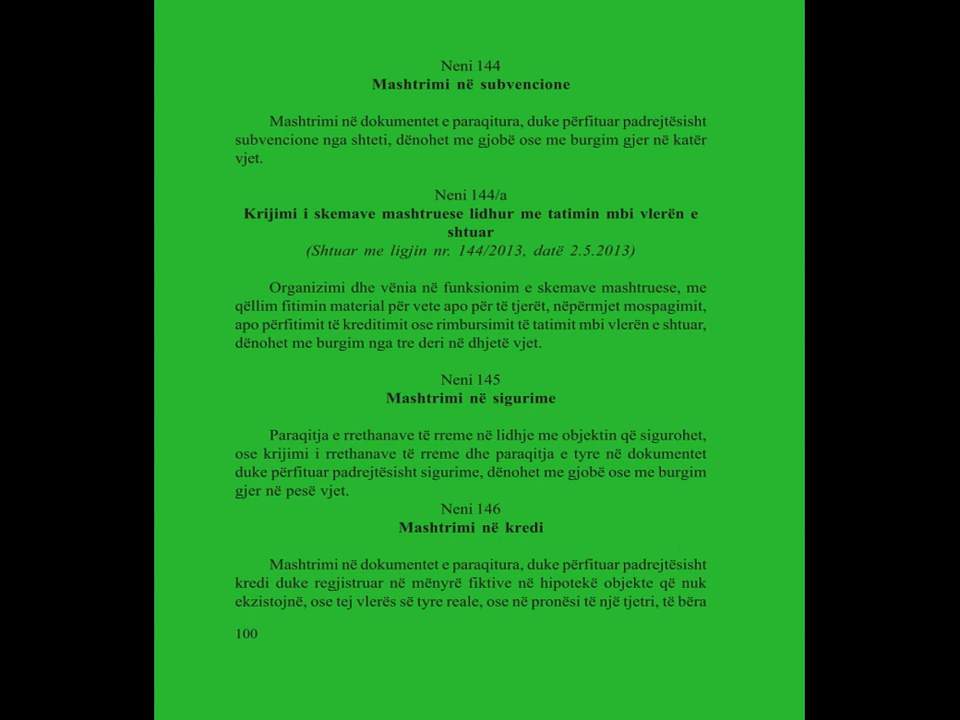 Neni 144
Mashtrimi në subvencione
Mashtrimi në dokumentet e paraqitura, duke përfituar padrejtësisht
subvencione nga shteti, dënohet me gjobë ose me burgim gjer në katër
vjet.
Neni 144/a
Krijimi i skemave mashtruese lidhur me tatimin mbi vlerën e
shtuar
(Shtuar me ligjin nr. 144/2013, datë 2.5.2013)
Organizimi dhe vënia në funksionim e skemave mashtruese, me
qëllim fitimin material për vete apo për të tjerët, nëpërmjet mospagimit,
apo përfitimit të kreditimit ose rimbursimit të tatimit mbi vlerën e shtuar,
dënohet me burgim nga tre deri në dhjetë vjet.
Neni 145
Mashtrimi në sigurime
Paraqitja e rrethanave të rreme në lidhje me objektin që sigurohet,
ose krijimi i rrethanave të rreme dhe paraqitja e tyre në dokumentet
duke përfituar padrejtësisht sigurime, dënohet me gjobë ose me burgim
gjer në pesë vjet.
Neni 146
Mashtrimi në kredi
Mashtrimi në dokumentet e paraqitura, duke përfituar padrejtësisht
kredi duke regjistruar në mënyrë fiktive në hipotekë objekte që nuk
ekzistojnë, ose tej vlerës së tyre reale, ose në pronësi të një tjetri, të bëra
100